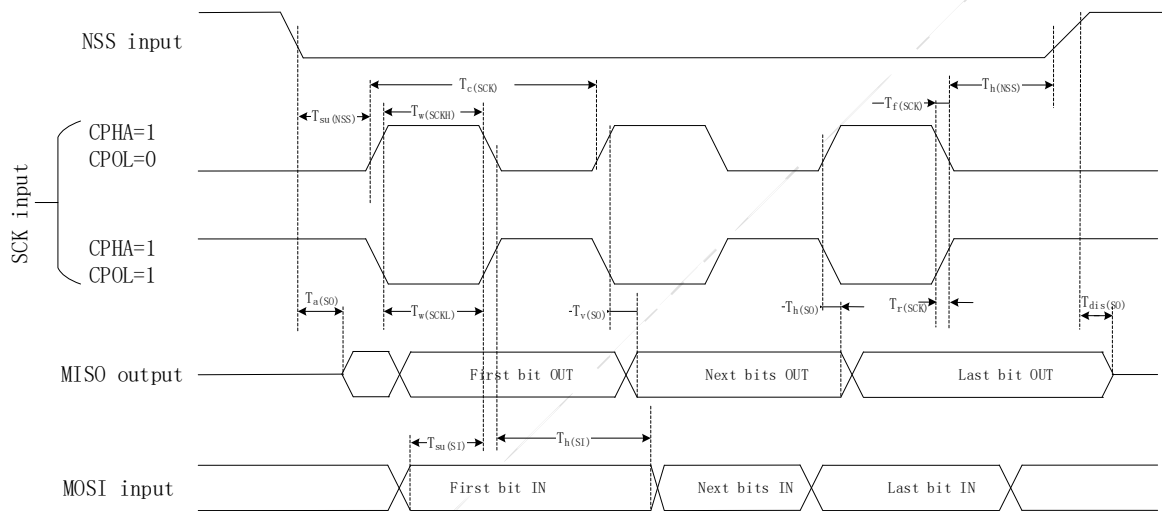 NSS input
Tc(SCK)
Th(NSS)
Tf(SCK)
Tsu(NSS)
Tw(SCKH)
CPHA=1
CPOL=0
SCK input
CPHA=1
CPOL=1
Ta(SO)
Tw(SCKL)
Tv(SO)
Th(SO)
Tr(SCK)
Tdis(SO)
MISO output
First bit OUT
Next bits OUT
Last bit OUT
Tsu(SI)
Th(SI)
MOSI input
First bit IN
Next bits IN
Last bit IN